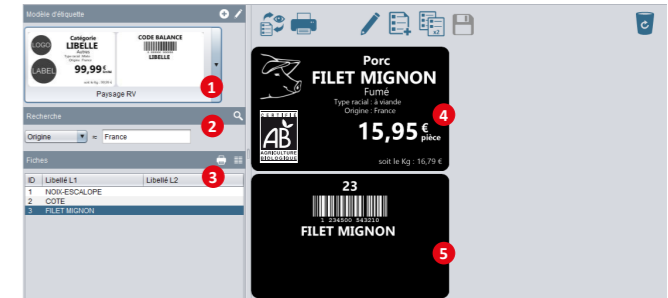 Modèle d'étiquette
LOGO
LABEL
Catégorie
LIBELLE
Autres
99,99 €
CODE BALANCE
LIBELLE
Paysage RV
1
Recherche
2
Origine = France
Fiches
3
ID Libellé L1 Libellé L2
1 NOIX-ESCALOPE
2 COTE
3 FILET MIGNON
x2
Porc
FILET MIGNON
Fumé
Type racial : à viande
Origine : France
4
CERTIFIÉ
AB
AGRICULTURE
BIOLOGIQUE
15,95 €
pièce
soit le Kg : 16,79 €
23
1 234500 543210
FILET MIGNON
5